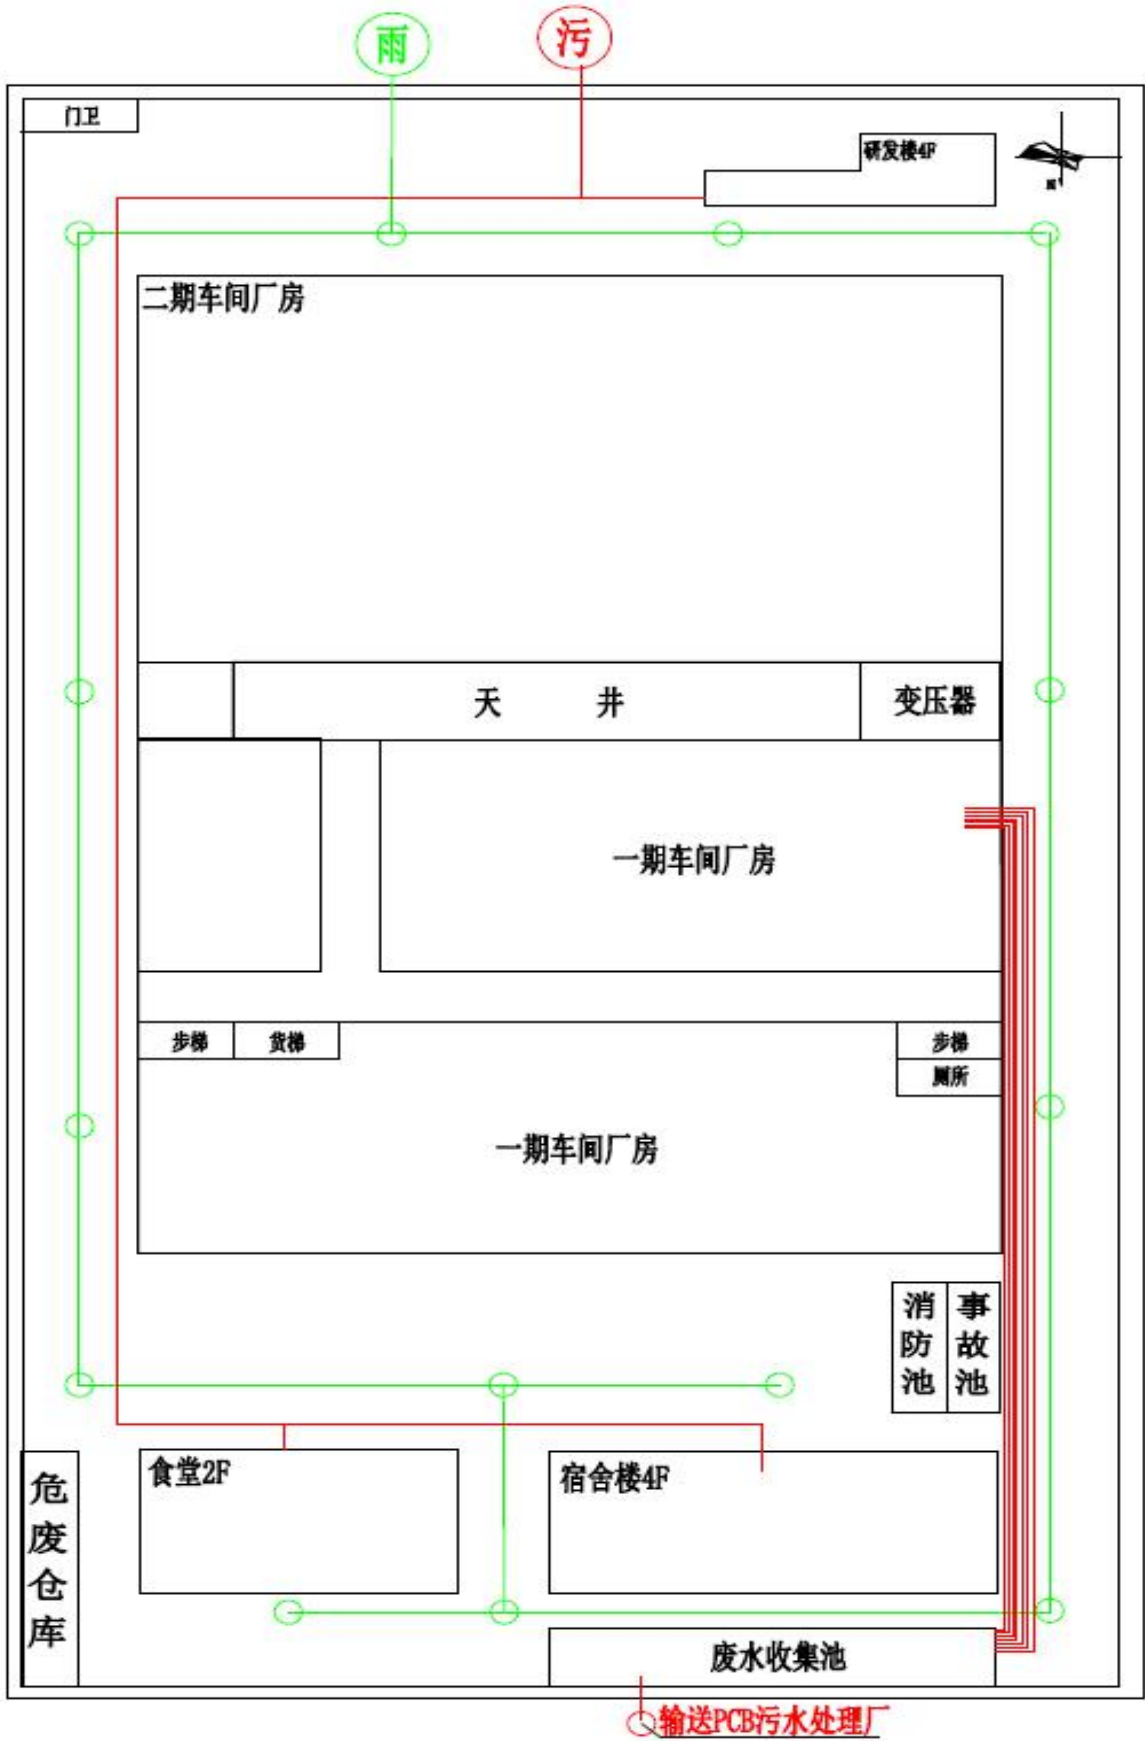 雨
污
门卫
研发楼4F
二期车间厂房
天 井
变压器
一期车间厂房
步梯
货梯
步梯
厕所
一期车间厂房
消防池
事故池
食堂2F
宿舍楼4F
危废仓库
废水收集池
输送PCB污水处理厂